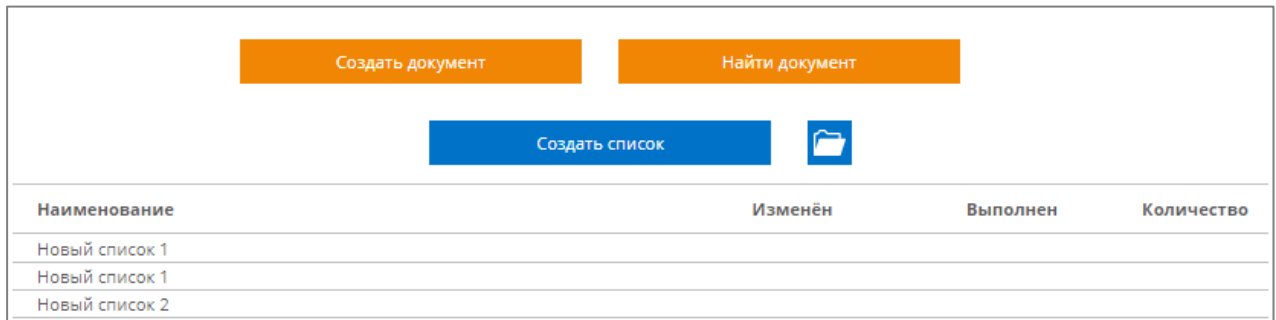 Создать документ Найти документ
Создать список
Наименование Изменён Выполнен Количество
Новый список 1
Новый список 1
Новый список 2